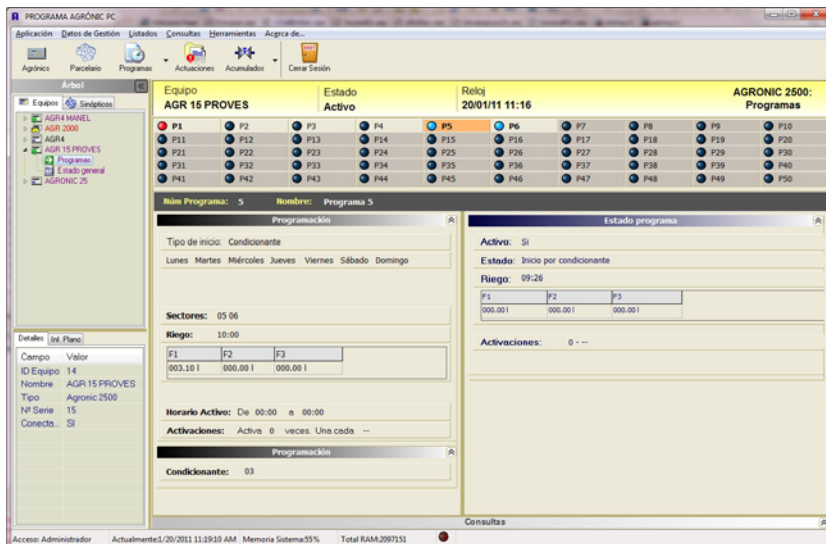 PROGRAMA AGRÓNIC PC
Aplicación Datos de Gestión Listados Consultas Herramientas Acerca de...
Agrónics Parcelario Programas Actuaciones Acumulados Cerrar Sesión
Árbol
Equipos Sinópticos
AGR4 MANEL
AGR 2000
AGR4
AGR 15 PROVES
Programas
Estado general
AGRONIC 25
Equipo Estado Reloj AGRONIC 2500:
AGR 15 PROVES Activo 20/01/11 11:16 Programas
P1 P2 P3 P4 P5 P6 P7 P8 P9 P10
P11 P12 P13 P14 P15 P16 P17 P18 P19 P20
P21 P22 P23 P24 P25 P26 P27 P28 P29 P30
P31 P32 P33 P34 P35 P36 P37 P38 P39 P40
P41 P42 P43 P44 P45 P46 P47 P48 P49 P50
Núm Programa: 5 Nombre: Programa 5
Programación
Tipo de inicio: Condicionante
Lunes Martes Miércoles Jueves Viernes Sábado Domingo
Sectores: 05 06
Riego: 10:00
F1 F2 F3
003.10 l 000.00 l 000.00 l
Horario Activo: De 00:00 a 00:00
Activaciones: Activa 0 veces. Una cada --
Programación
Condicionante: 03
Estado programa
Activo: Si
Estado: Inicio por condicionante
Riego: 09:26
F1 F2 F3
000.00 l 000.00 l 000.00 l
Activaciones: 0 - --
Detalles Inf. Plano
Campo Valor
ID Equipo 14
Nombre AGR 15 PROVES
Tipo Agronic 2500
Nº Serie 15
Conecta... SI
Consultas
Acceso: Administrador Actualmente:1/20/2011 11:19:10 AM Memoria Sistema:55% Total RAM:2097151